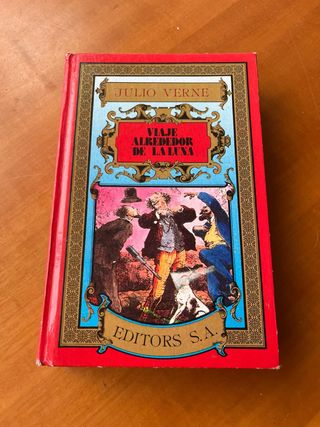 JULIO VERNE
VIAJE
ALREDEDOR
DE LA LUNA
EDITORS S.A.